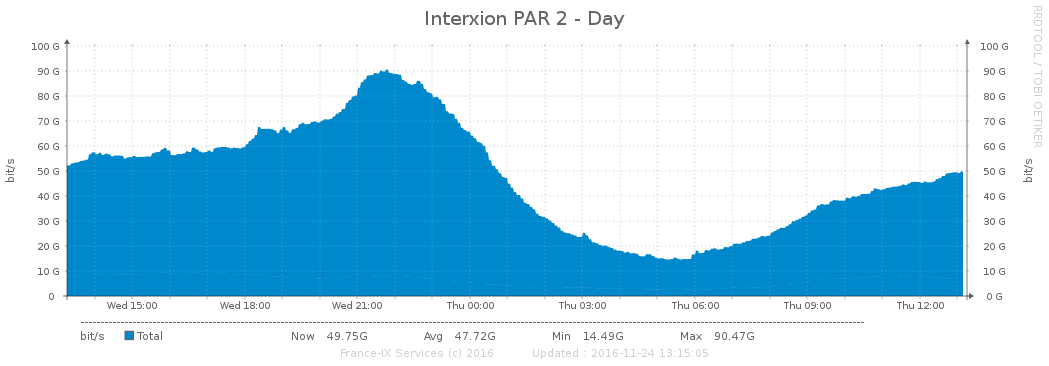 Interxion PAR 2 - Day
RRDTOOL / TOBI OETIKER
bit/s
100 G
90 G
80 G
70 G
60 G
50 G
40 G
30 G
20 G
10 G
0
100 G
90 G
80 G
70 G
60 G
50 G
40 G
30 G
20 G
10 G
0 G
bit/s
Wed 15:00 Wed 18:00 Wed 21:00 Thu 00:00 Thu 03:00 Thu 06:00 Thu 09:00 Thu 12:00
bit/s Total Now 49.75G Avg 47.72G Min 14.49G Max 90.47G
France-IX Services (c) 2016 Updated : 2016-11-24 13:15:05